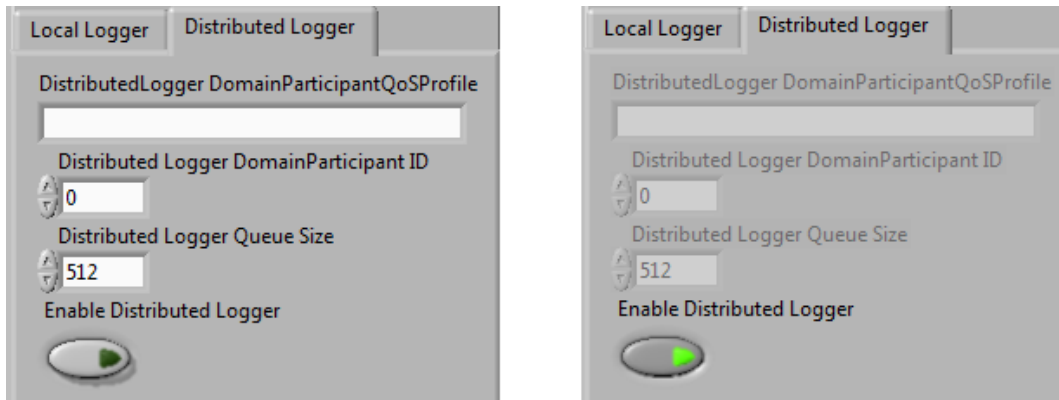 Local Logger
Distributed Logger
DistributedLogger DomainParticipantQoSProfile
Distributed Logger DomainParticipant ID
0
Distributed Logger Queue Size
512
Enable Distributed Logger
Local Logger
Distributed Logger
DistributedLogger DomainParticipantQoSProfile
Distributed Logger DomainParticipant ID
0
Distributed Logger Queue Size
512
Enable Distributed Logger